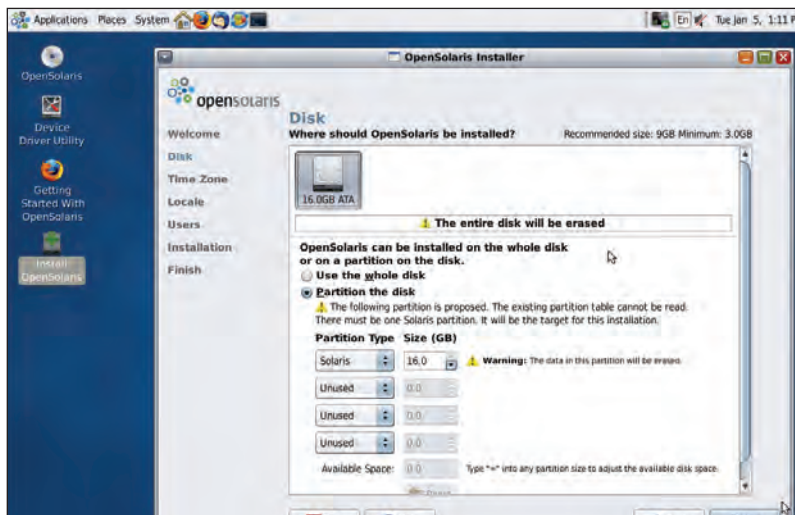 Applications Places System
En
Tue Jan 5, 1:11 P
OpenSolaris
Device
Driver Utility
Getting
Started With
OpenSolaris
Install
OpenSolaris
OpenSolaris Installer
opensolaris
Welcome
Disk
Time Zone
Locale
Users
Installation
Finish
Disk
Where should OpenSolaris be installed?
Recommended size: 9GB Minimum: 3.0GB
16.0GB ATA
The entire disk will be erased
OpenSolaris can be installed on the whole disk
or on a partition on the disk.
Use the whole disk
Partition the disk
The following partition is proposed. The existing partition table cannot be read.
There must be one Solaris partition. It will be the target for this installation.
Partition Type Size (GB)
Solaris 16.0
Warning: The data in this partition will be erased.
Unused 0.0
Unused 0.0
Unused 0.0
Available Space: 0.0
Type "=" into any partition size to adjust the available disk space.